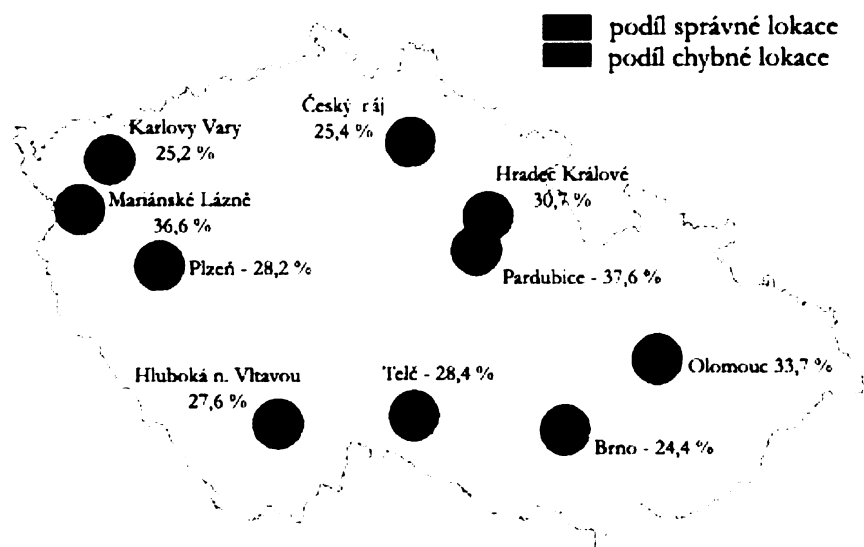 podíl správné lokace
podíl chybné lokace
Český ráj
25,4 %
Karlovy Vary
25,2 %
Hradec Králové
30,7 %
Mariánské Lázně
36,6 %
Plzeň - 28,2 %
Pardubice - 37,6 %
Hluboká n. Vltavou
27,6 %
Telč - 28,4 %
Olomouc 33,7 %
Brno - 24,4 %